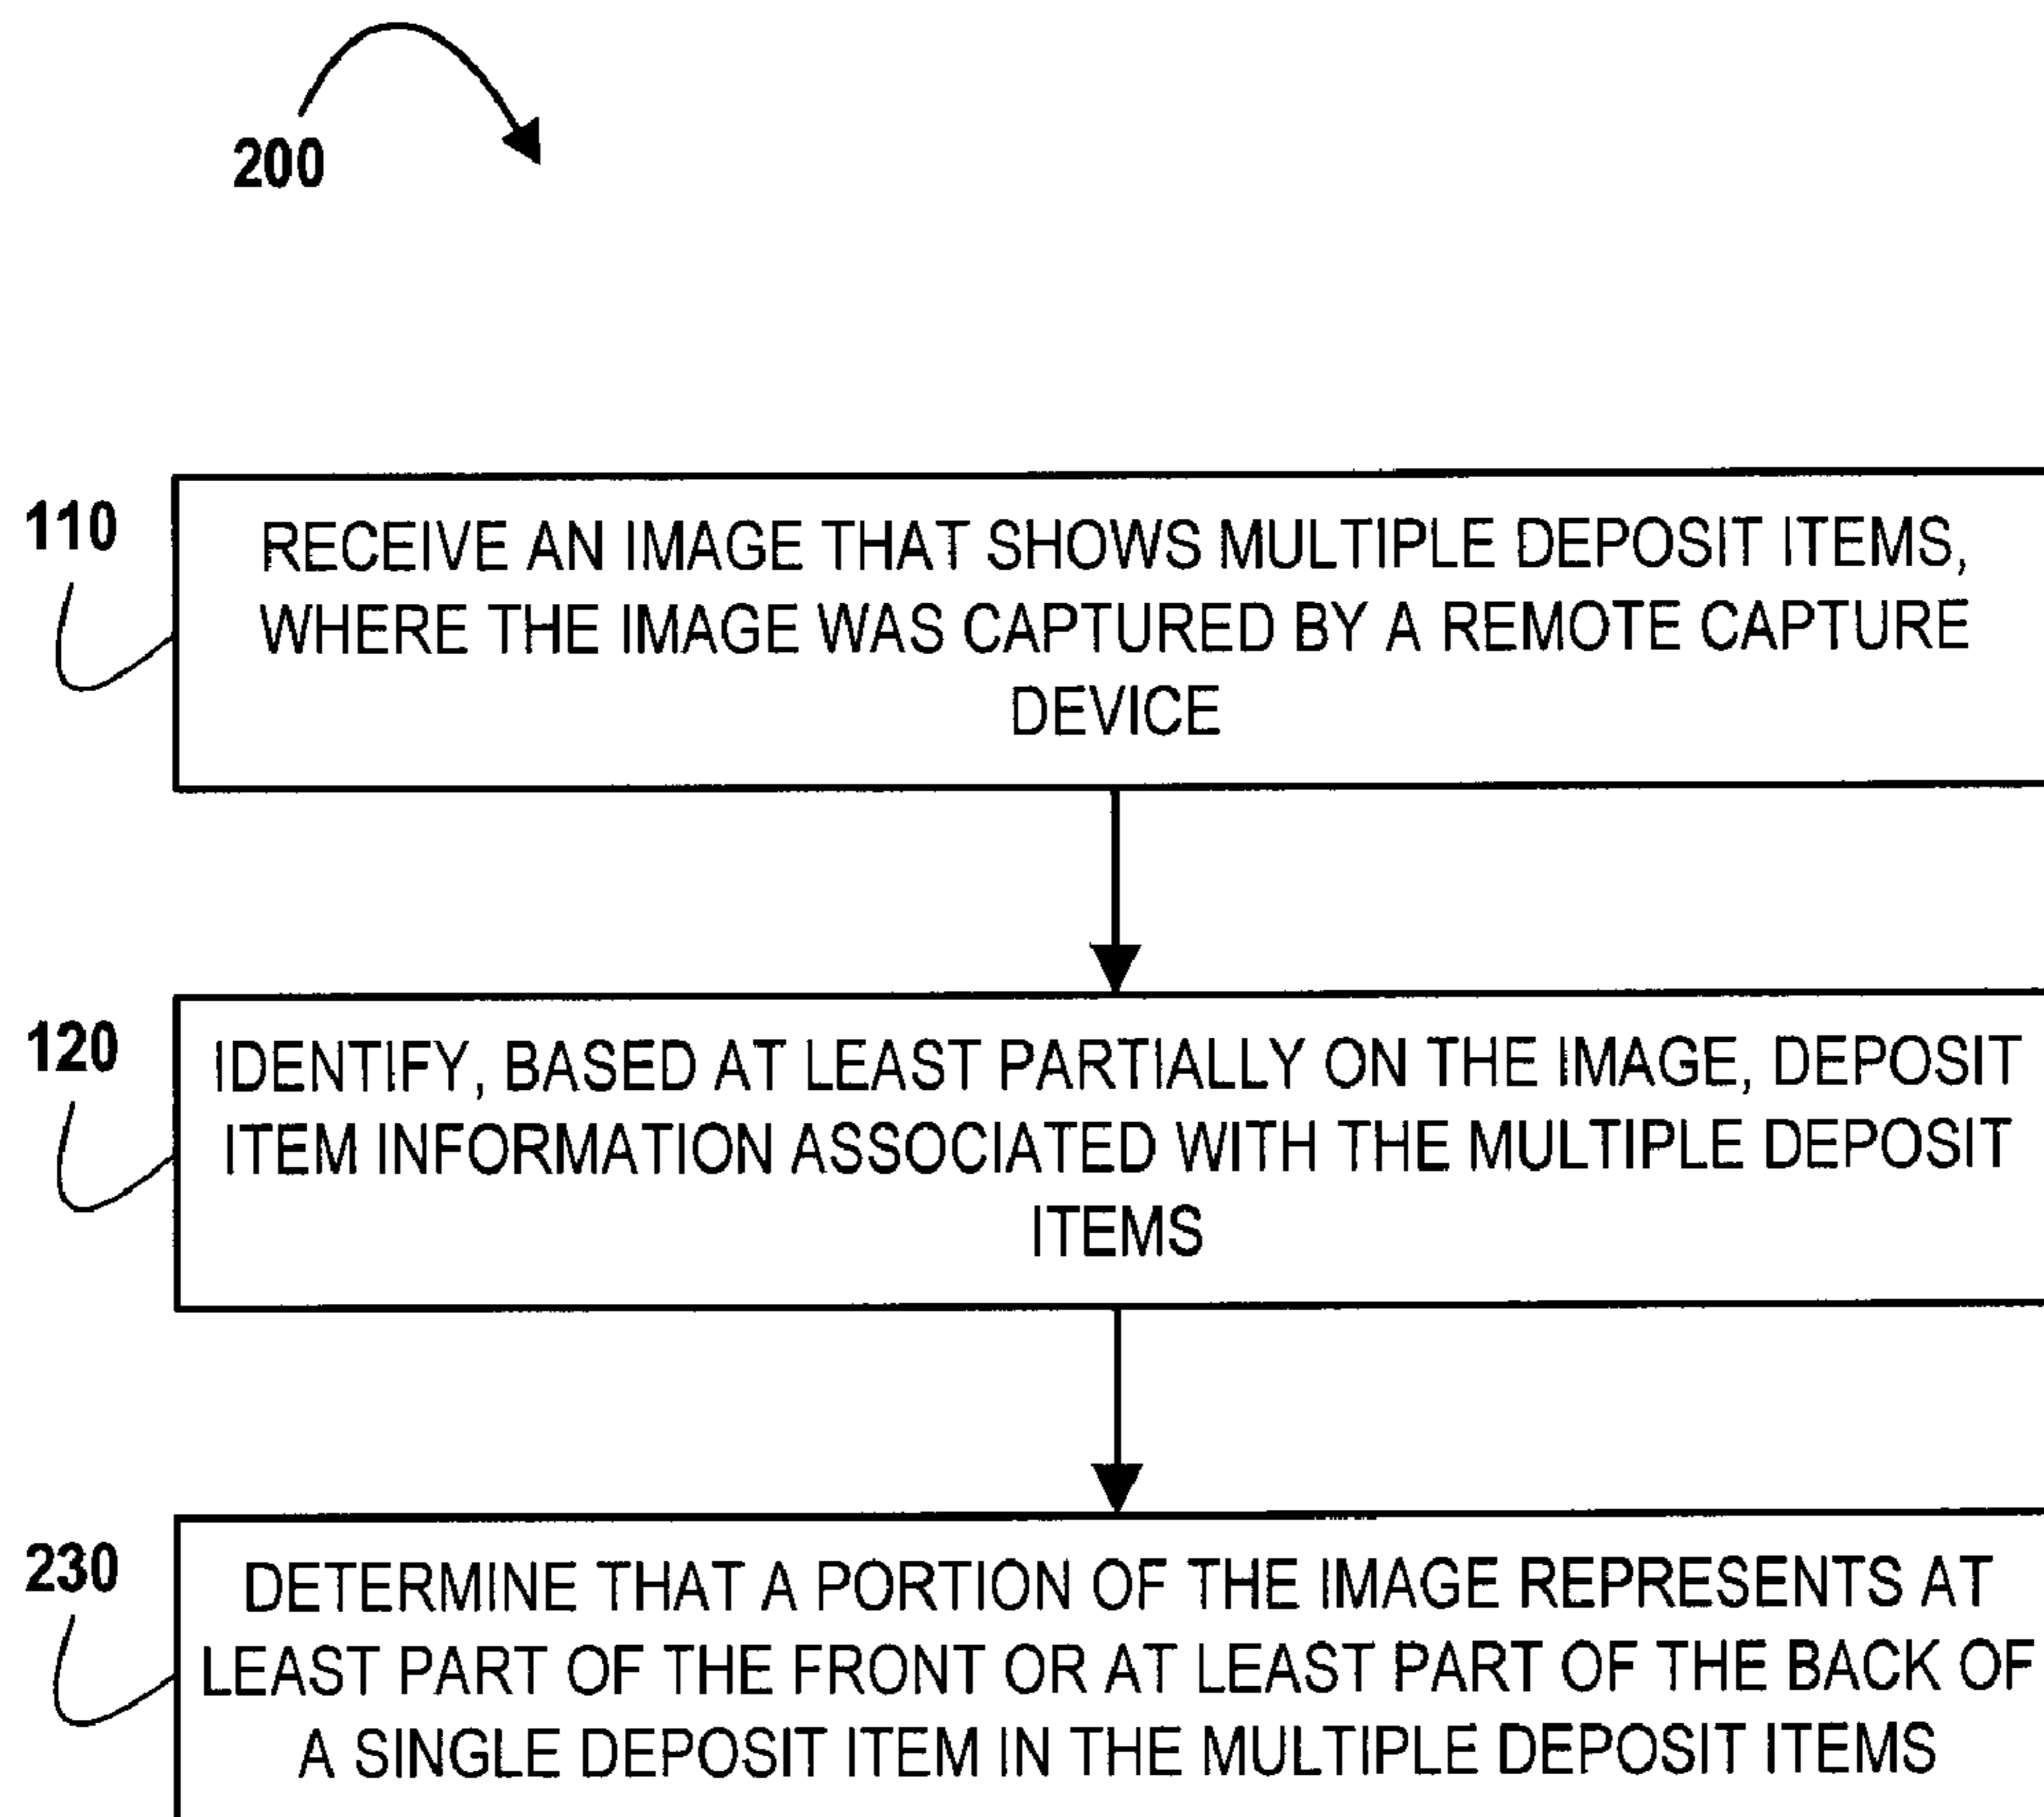 200
110
RECEIVE AN IMAGE THAT SHOWS MULTIPLE DEPOSIT ITEMS,
WHERE THE IMAGE WAS CAPTURED BY A REMOTE CAPTURE
DEVICE
120
IDENTIFY, BASED AT LEAST PARTIALLY ON THE IMAGE, DEPOSIT
ITEM INFORMATION ASSOCIATED WITH THE MULTIPLE DEPOSIT
ITEMS
230
DETERMINE THAT A PORTION OF THE IMAGE REPRESENTS AT
LEAST PART OF THE FRONT OR AT LEAST PART OF THE BACK OF
A SINGLE DEPOSIT ITEM IN THE MULTIPLE DEPOSIT ITEMS